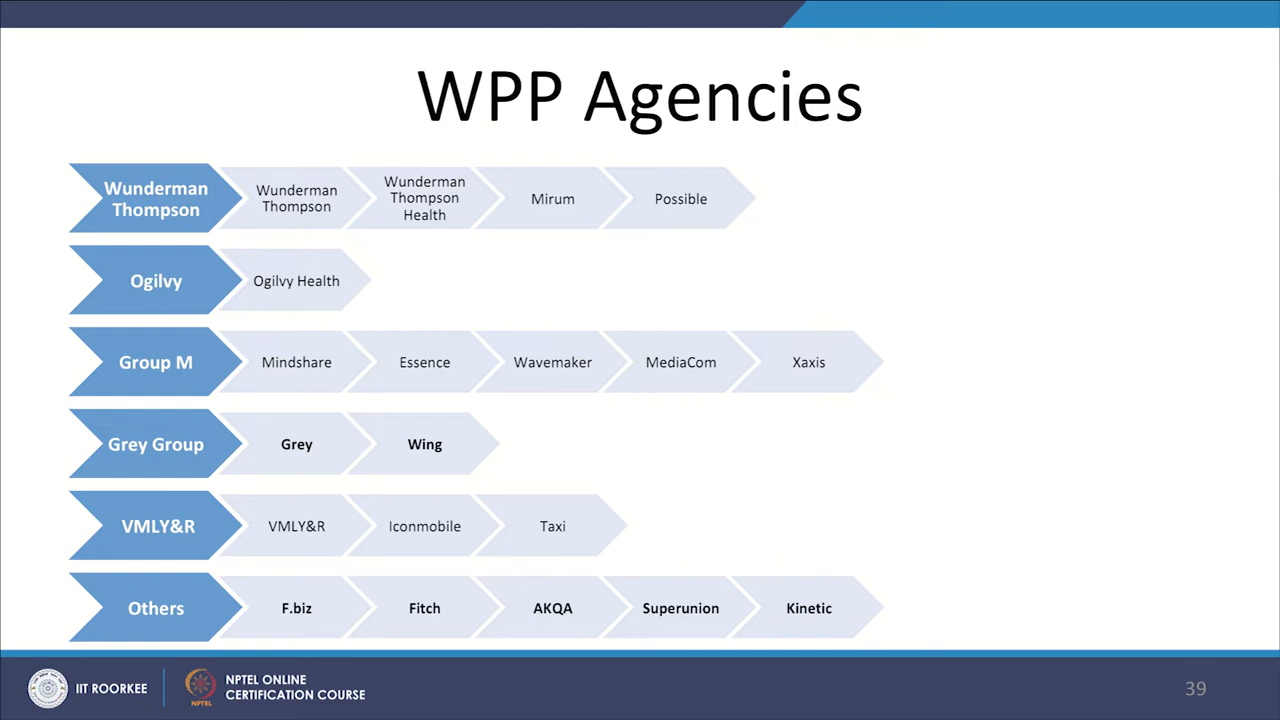 WPP Agencies
Wunderman
Thompson
Wunderman
Thompson
Wunderman
Thompson
Health
Mirum
Possible
Ogilvy
Ogilvy Health
Group M
Mindshare
Essence
Wavemaker
MediaCom
Xaxis
Grey Group
Grey
Wing
VMLY&R
VMLY&R
Iconmobile
Taxi
Others
F.biz
Fitch
AKQA
Superunion
Kinetic
IIT ROORKEE
NPTEL
NPTEL ONLINE
CERTIFICATION COURSE
39